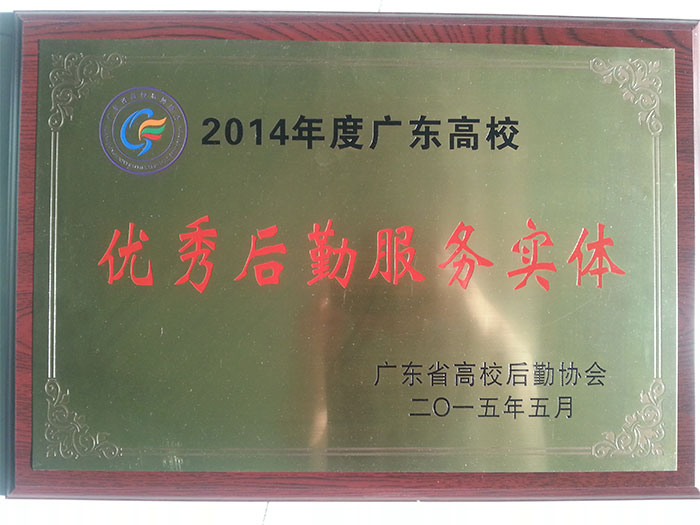 2014年度广东高校
优秀后勤服务实体
广东省高校后勤协会
二〇一五年五月